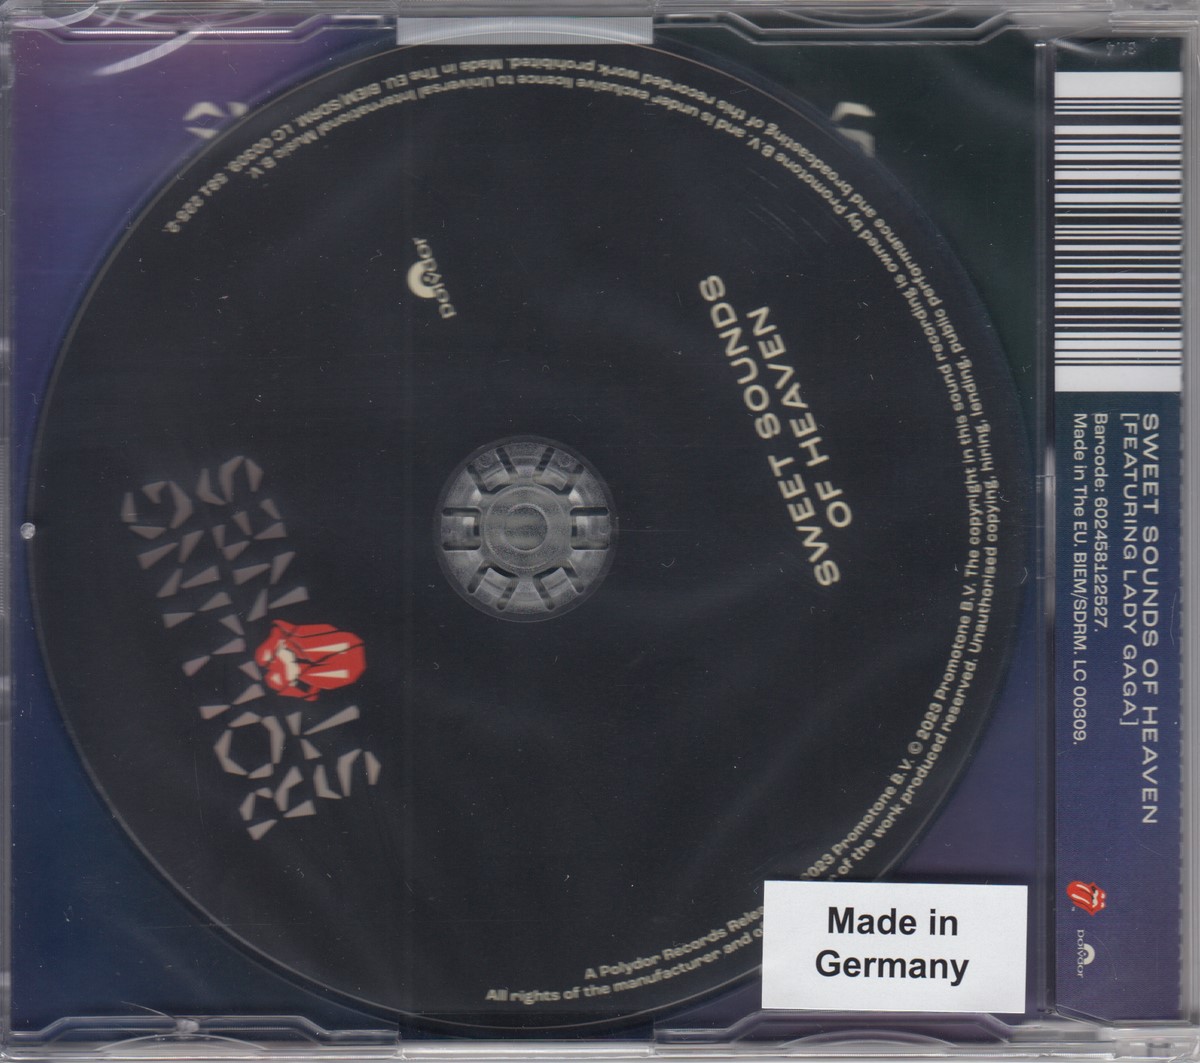 ROLLING
STONES
polydor
SWEET SOUNDS
OF HEAVEN
A Polydor Records
2023 Promotone B.V. © 2023 Promotone B.V. The copyright in this sound recording is owned by Promotone B.V. and is under exclusive licence to Universal International Music B.V.
All rights of the manufacturer and
of the work produced reserved. Unauthorised copying, hiring, lending, public performance and broadcasting of this recorded work prohibited. Made in The EU. BIEM/SDRM. LC 00309.
Made in
Germany
SWEET SOUNDS OF HEAVEN
[FEATURING LADY GAGA]
Barcode: 602458122527.
Made in The EU. BIEM/SDRM. LC 00309.
polydor